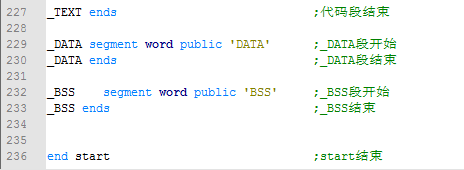 227 _TEXT ends ;代码段结束
228
229 _DATA segment word public 'DATA' ;_DATA段开始
230 _DATA ends ;_DATA段结束
231
232 _BSS segment word public 'BSS' ;_BSS段开始
233 _BSS ends ;_BSS结束
234
235
236 end start ;start结束